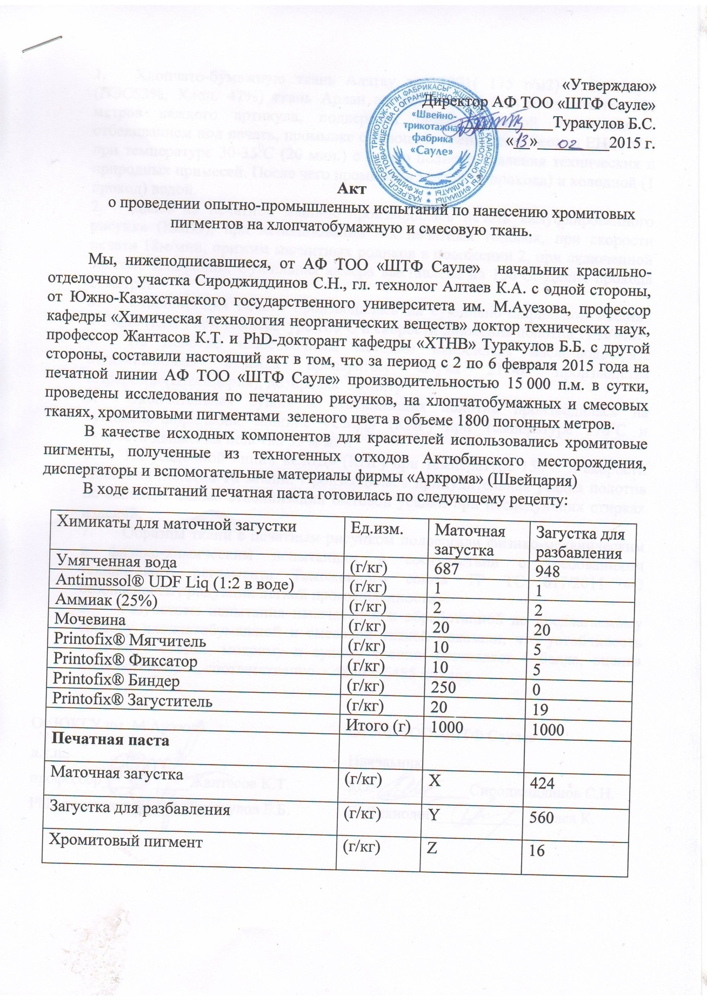 «Утверждаю»
Директор АФ ТОО «ШТФ Сауле»
Туракулов Б.С.
«13» 02 2015 г.
«Швейно-
трикотажная
фабрика
«Сауле»
Акт
о проведении опытно-промышленных испытаний по нанесению хромитовых
пигментов на хлопчатобумажную и смесовую ткань.
Мы, нижеподписавшиеся, от АФ ТОО «ШТФ Сауле» начальник красильно-
отделочного участка Сироджиддинов С.Н., гл. технолог Алтаев К.А. с одной стороны,
от Южно-Казахстанского государственного университета им. М.Ауезова, профессор
кафедры «Химическая технология неорганических веществ» доктор технических наук,
профессор Жантасов К.Т. и PhD-докторант кафедры «ХТНВ» Туракулов Б.Б. с другой
стороны, составили настоящий акт в том, что за период с 2 по 6 февраля 2015 года на
печатной линии АФ ТОО «ШТФ Сауле» производительностью 15 000 п.м. в сутки,
проведены исследования по печатанию рисунков, на хлопчатобумажных и смесовых
тканях, хромитовыми пигментами зеленого цвета в объеме 1800 погонных метров.
В качестве исходных компонентов для красителей использовались хромитовые
пигменты, полученные из техногенных отходов Актюбинского месторождения,
диспергаторы и вспомогательные материалы фирмы «Аркрома» (Швейцария)
В ходе испытаний печатная паста готовилась по следующему рецепту:
Химикаты для маточной загустки Ед.изм. Маточная загустка Загустка для разбавления
Умягченная вода (г/кг) 687 948
Antimussol® UDF Liq (1:2 в воде) (г/кг) 1 1
Аммиак (25%) (г/кг) 2 2
Мочевина (г/кг) 20 20
Printofix® Мягчитель (г/кг) 10 5
Printofix® Фиксатор (г/кг) 10 5
Printofix® Биндер (г/кг) 250 0
Printofix® Загуститель (г/кг) 20 19
Итого (г) 1000 1000
Печатная паста
Маточная загустка (г/кг) X 424
Загустка для разбавления (г/кг) Y 560
Хромитовый пигмент (г/кг) Z 16